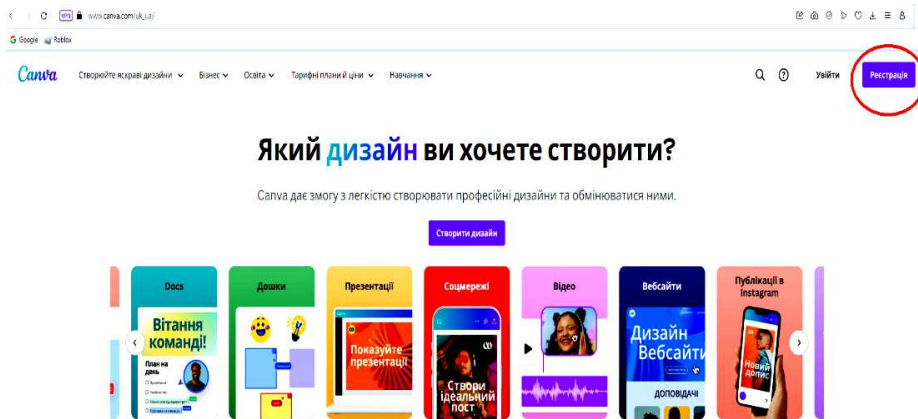 www.canva.com/uk_ua/
Google Roblox
Canva Створюйте яскраві дизайни Бізнес Освіта Тарифні плани й ціни Навчання Увійти Реєстрація
Який дизайн ви хочете створити?
Canva дає змогу з легкістю створювати професійні дизайни та обмінюватися ними.
Створити дизайн
Docs
Вітання
команді!
План на
день
Дошки
Презентації
Показуйте
презентації
Соцмережі
Створи
ідеальний
пост
Відео
Вебсайти
Дизайн
Вебсайти
ДОПОВІДАЧІ
Публікації в
Instagram
Новий
допис